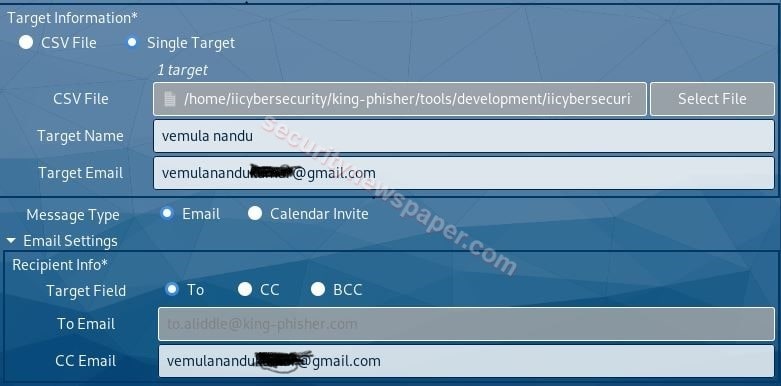 Target Information*
CSV File Single Target
1 target
CSV File /home/iicybersecurity/king-phisher/tools/development/iicybersecuri Select File
Target Name vemula nandu
Target Email vemulanandu @gmail.com
Message Type Email Calendar Invite
Email Settings
Recipient Info*
Target Field To CC BCC
To Email to.aliddle@king-phisher.com
CC Email vemulanandu @gmail.com
securitynewspaper.com